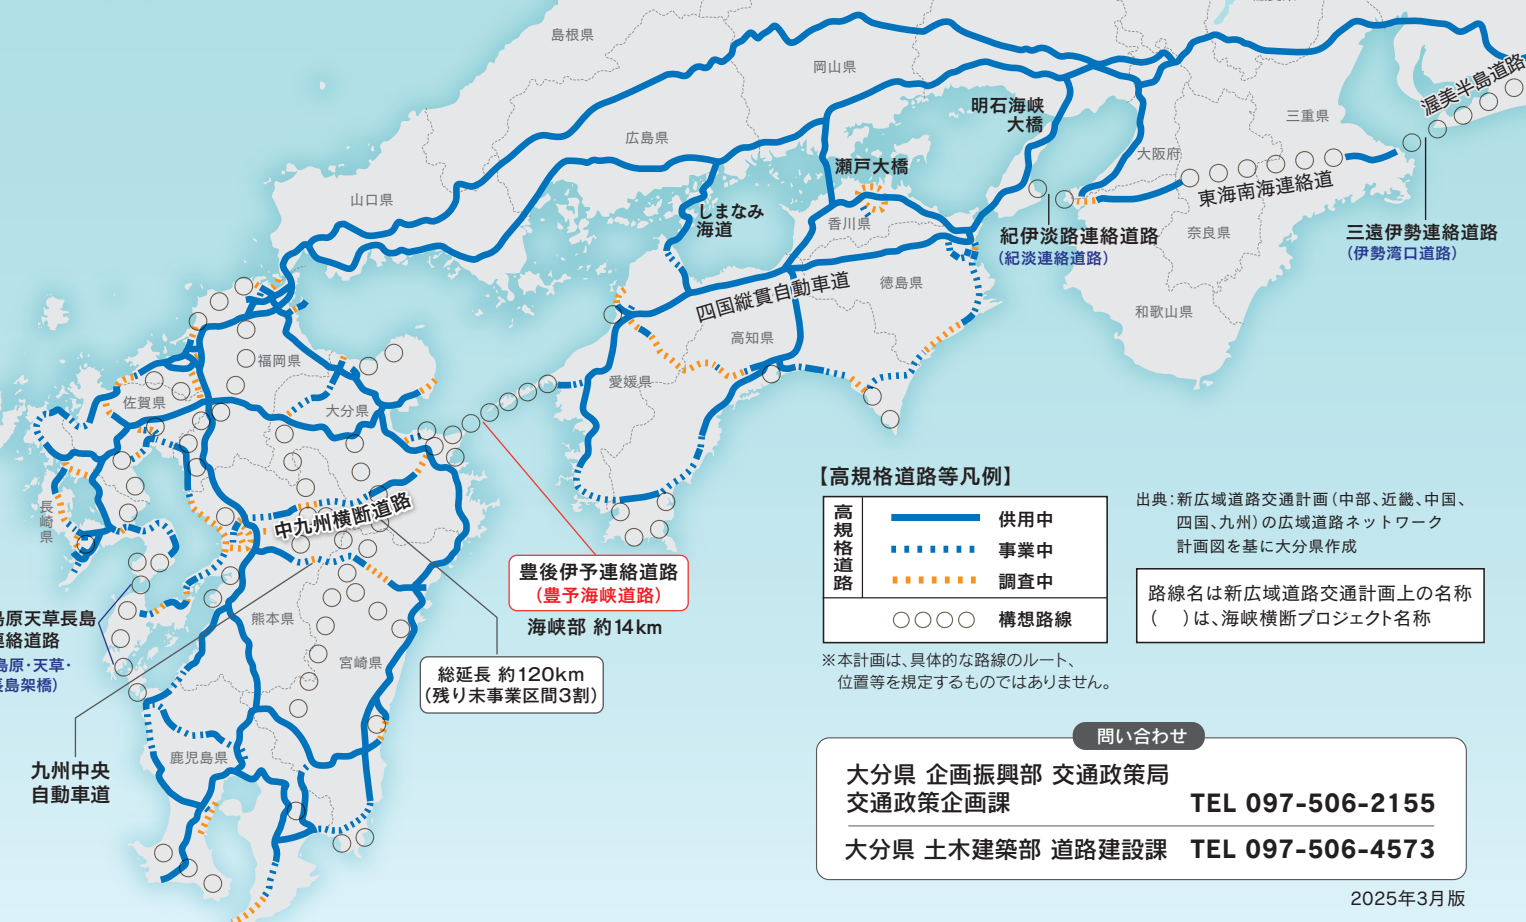 島根県
岡山県
広島県
山口県
明石海峡
大橋
瀬戸大橋
しまなみ
海道
香川県
徳島県
四国縦貫自動車道
高知県
愛媛県
大阪府
三重県
渥美半島道路
東海南海連絡道
奈良県
和歌山県
紀伊淡路連絡道路
(紀淡連絡道路)
三遠伊勢連絡道路
(伊勢湾口道路)
福岡県
佐賀県
大分県
長崎県
中九州横断道路
熊本県
宮崎県
鹿児島県
島原天草長島
連絡道路
島原・天草・
長島架橋)
九州中央
自動車道
豊後伊予連絡道路
(豊予海峡道路)
海峡部 約14km
総延長 約120km
(残り未事業区間3割)
【高規格道路等凡例】
高規格道路
供用中
事業中
調査中
構想路線
※本計画は、具体的な路線のルート、
位置等を規定するものではありません。
出典:新広域道路交通計画(中部、近畿、中国、
四国、九州)の広域道路ネットワーク
計画図を基に大分県作成
路線名は新広域道路交通計画上の名称
( )は、海峡横断プロジェクト名称
問い合わせ
大分県 企画振興部 交通政策局
交通政策企画課 TEL 097-506-2155
大分県 土木建築部 道路建設課 TEL 097-506-4573
2025年3月版